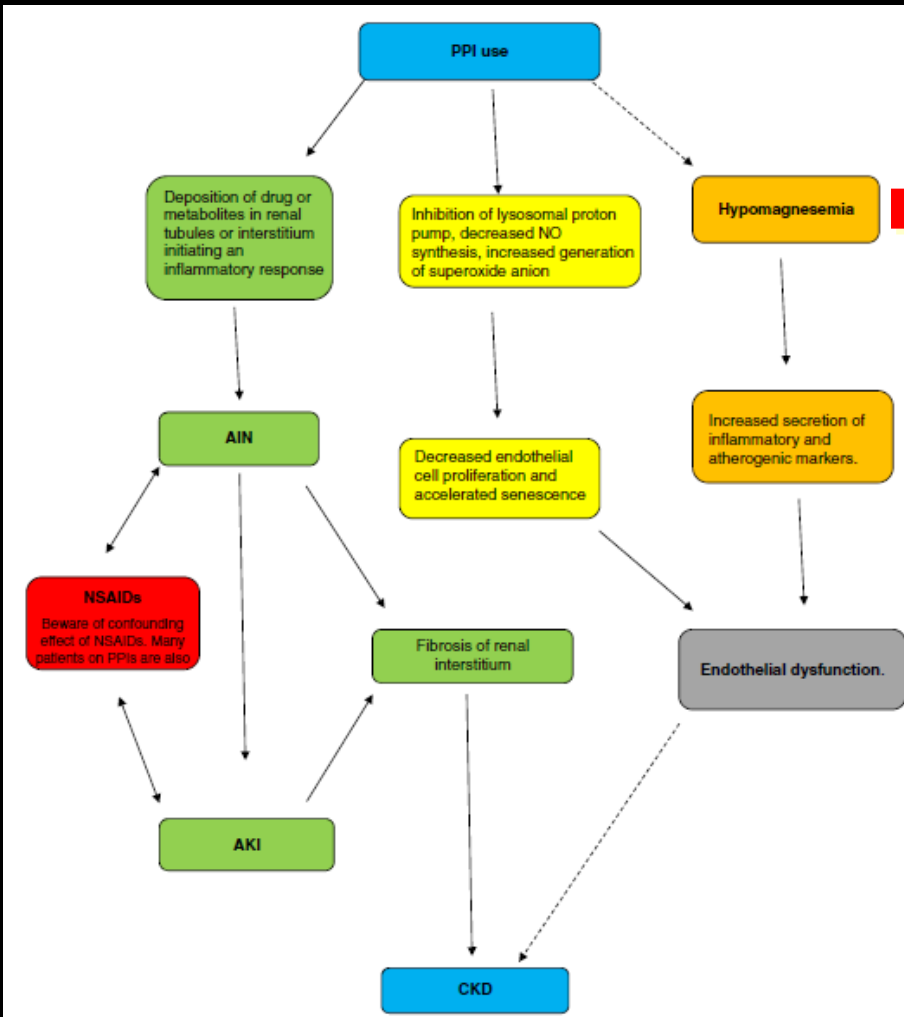 PPI use
Deposition of drug or
metabolites in renal
tubules or interstitium
initiating an
inflammatory response
Inhibition of lysosomal proton
pump, decreased NO
synthesis, increased generation
of superoxide anion
Hypomagnesemia
AIN
Decreased endothelial
cell proliferation and
accelerated senescence
Increased secretion of
inflammatory and
atherogenic markers.
NSAIDs
Beware of confounding
effect of NSAIDs. Many
patients on PPIs are also
Fibrosis of renal
interstitium
Endothelial dysfunction.
AKI
CKD